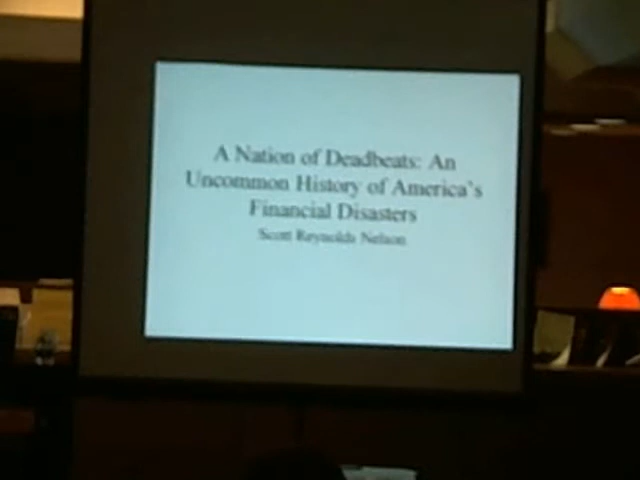 A Nation of Deadbeats: An
Uncommon History of America's
Financial Disasters
Scott Reynolds Nelson